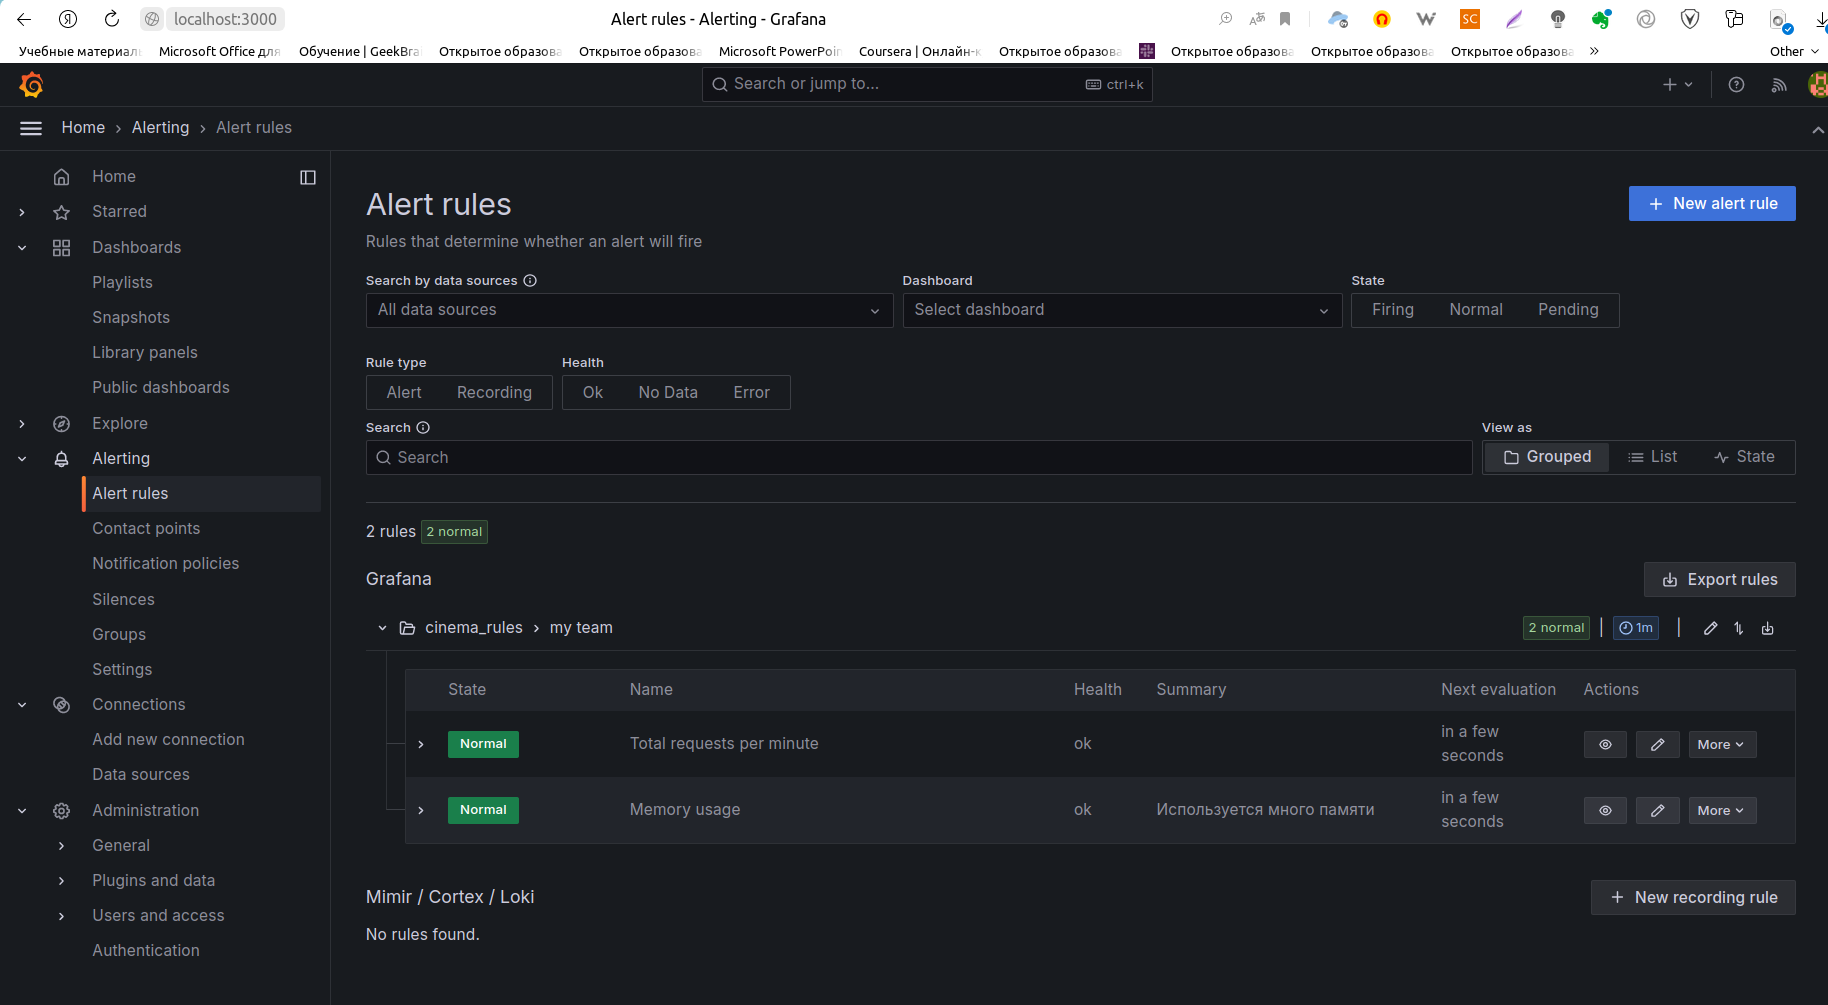 localhost:3000
Alert rules - Alerting - Grafana
Учебные материал
Microsoft Office для
Обучение | GeekBra
Открытое образова
Открытое образова
Microsoft PowerPoin
Coursera | Онлайн-к
Открытое образова
Открытое образова
Открытое образова
Открытое образова
Other
Search or jump to...
ctrl+k
Home › Alerting › Alert rules
Home
Starred
Dashboards
Playlists
Snapshots
Library panels
Public dashboards
Explore
Alerting
Alert rules
Contact points
Notification policies
Silences
Groups
Settings
Connections
Add new connection
Data sources
Administration
General
Plugins and data
Users and access
Authentication
Alert rules
New alert rule
Rules that determine whether an alert will fire
Search by data sources
Dashboard
State
All data sources
Select dashboard
Firing
Normal
Pending
Rule type
Health
Alert
Recording
Ok
No Data
Error
Search
View as
Search
Grouped
List
State
2 rules 2 normal
Grafana
Export rules
cinema_rules › my team
2 normal
1m
State
Name
Health
Summary
Next evaluation
Actions
Normal
Total requests per minute
ok
in a few
seconds
More
Normal
Memory usage
ok
Используется много памяти
in a few
seconds
More
Mimir / Cortex / Loki
New recording rule
No rules found.